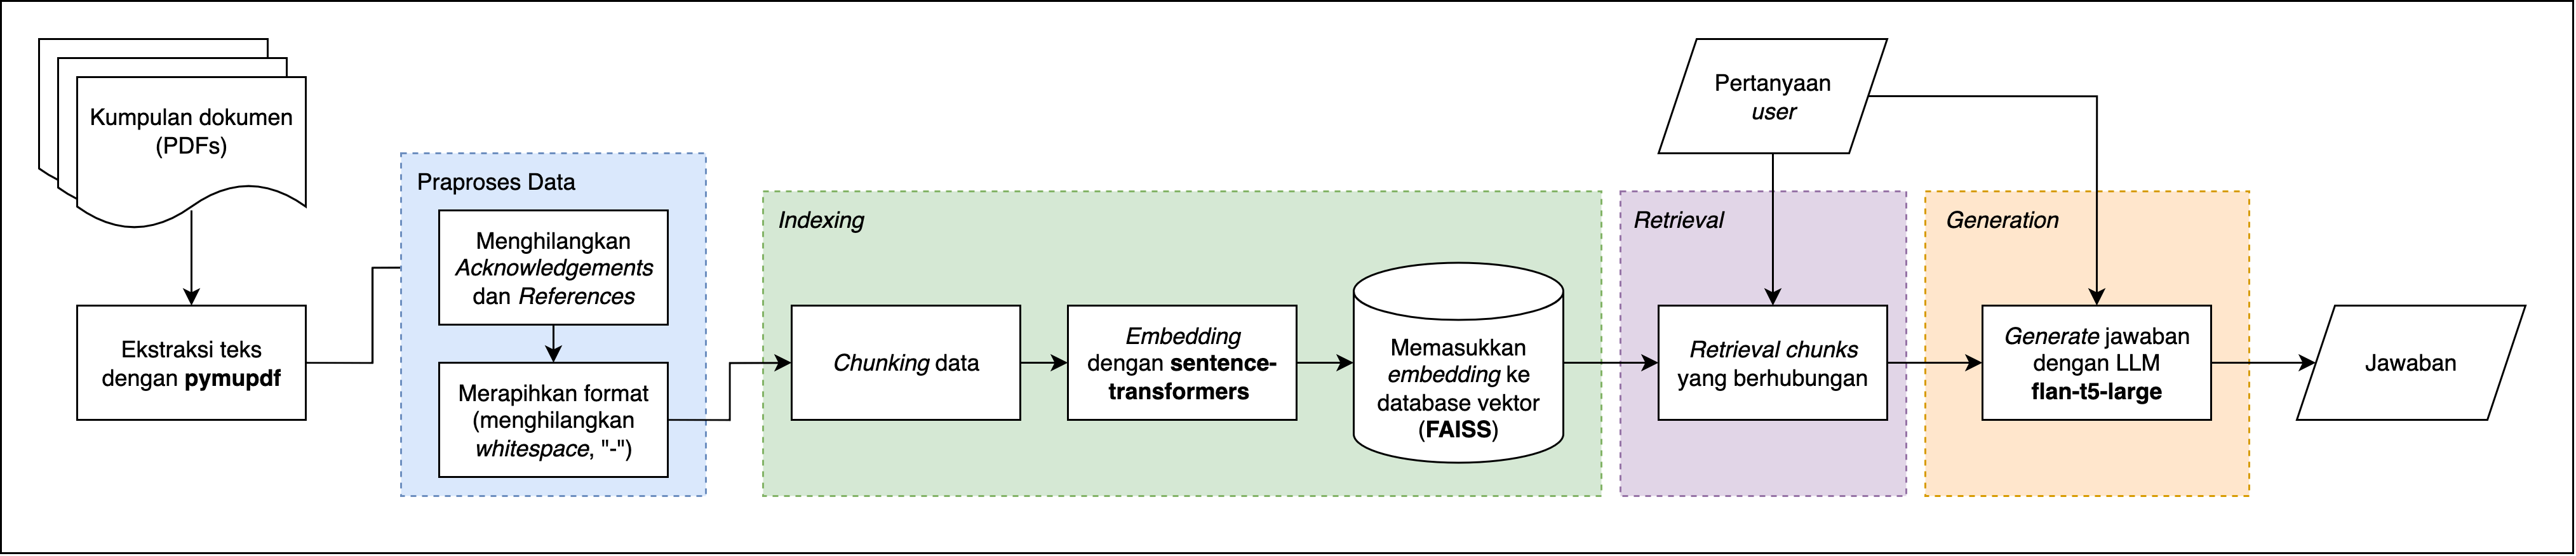 Kumpulan dokumen
(PDFs)
Ekstraksi teks
dengan pymupdf
Praproses Data
Menghilangkan
Acknowledgements
dan References
Merapihkan format
(menghilangkan
whitespace, "-")
Indexing
Chunking data
Embedding
dengan sentence-
transformers
Memasukkan
embedding ke
database vektor
(FAISS)
Pertanyaan
user
Retrieval
Retrieval chunks
yang berhubungan
Generation
Generate jawaban
dengan LLM
flan-t5-large
Jawaban